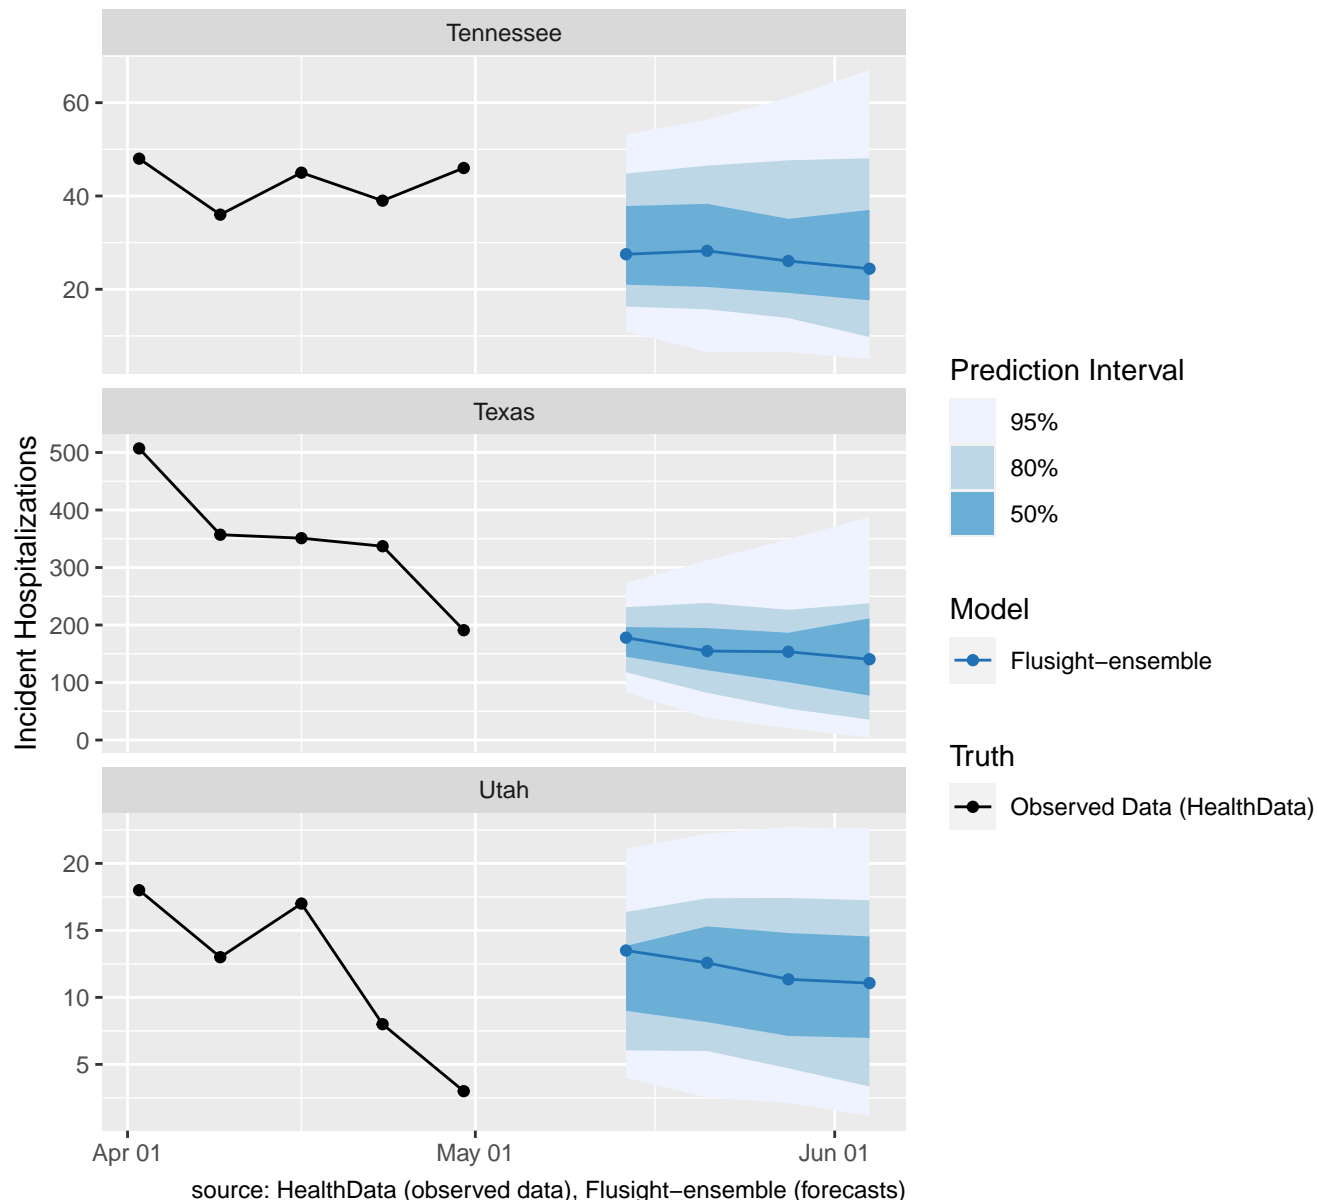 Tennessee
60
40
20
Texas
500
400
300
200
100
0
Utah
20
15
10
5
Apr 01
May 01
Jun 01
Incident Hospitalizations
source: HealthData (observed data), Flusight−ensemble (forecasts)
Prediction Interval
95%
80%
50%
Model
Flusight−ensemble
Truth
Observed Data (HealthData)